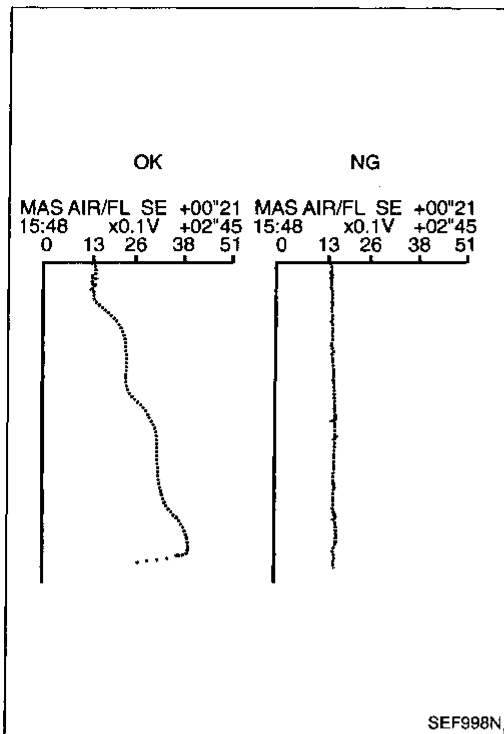 OK
MAS AIR/FL SE +00"21
15:48 x0.1V +02"45
0 13 26 38 51
NG
MAS AIR/FL SE +00"21
15:48 x0.1V +02"45
0 13 26 38 51
SEF998N